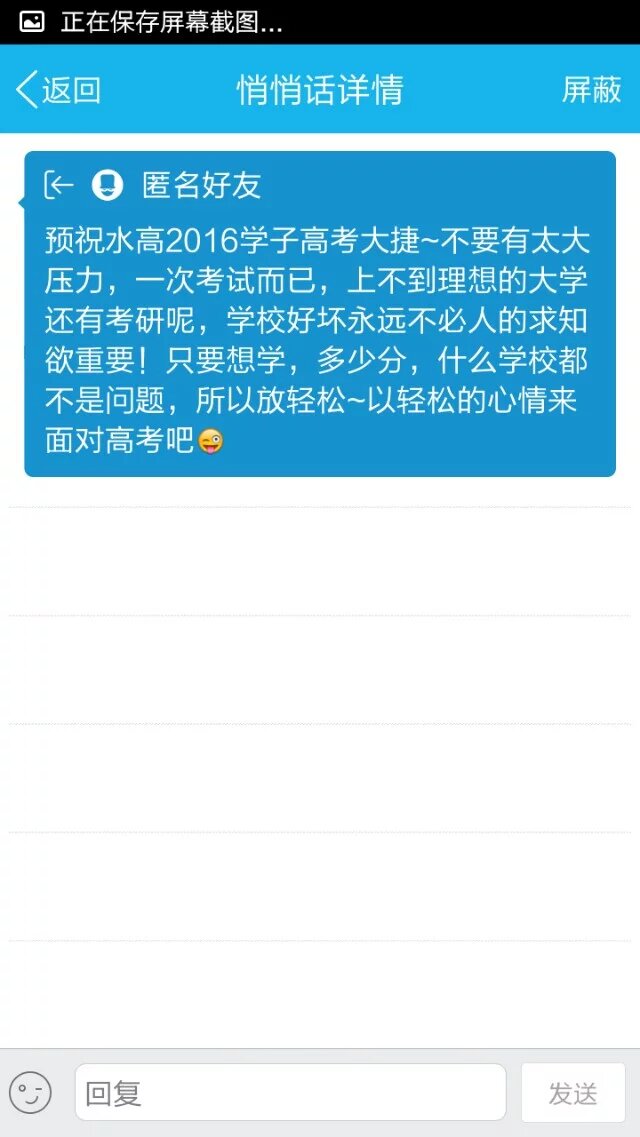 正在保存屏幕截图...
返回
悄悄话详情
屏蔽
匿名好友
预祝水高2016学子高考大捷~不要有太大
压力，一次考试而已，上不到理想的大学
还有考研呢，学校好坏永远不必人的求知
欲重要！只要想学，多少分，什么学校都
不是问题，所以放轻松~以轻松的心情来
面对高考吧😜
回复
发送